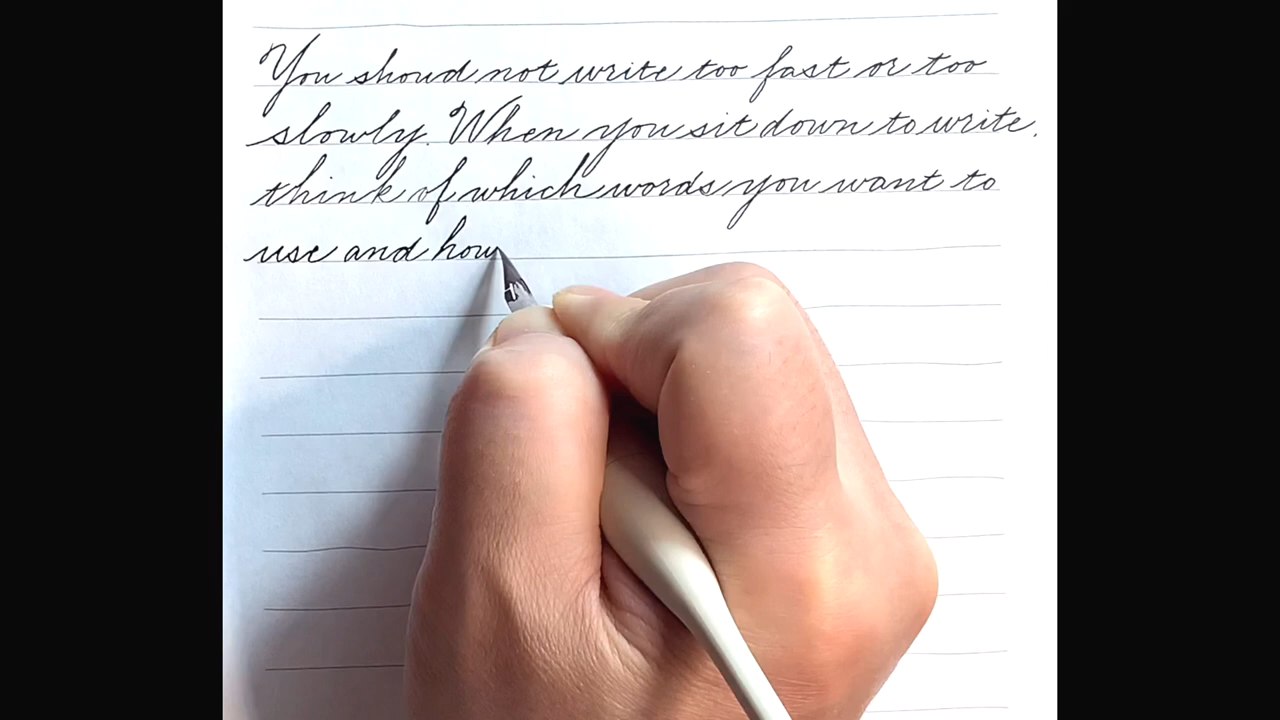 You shoud not write too fast or too
slowly. When you sit down to write,
think of which words you want to
use and how